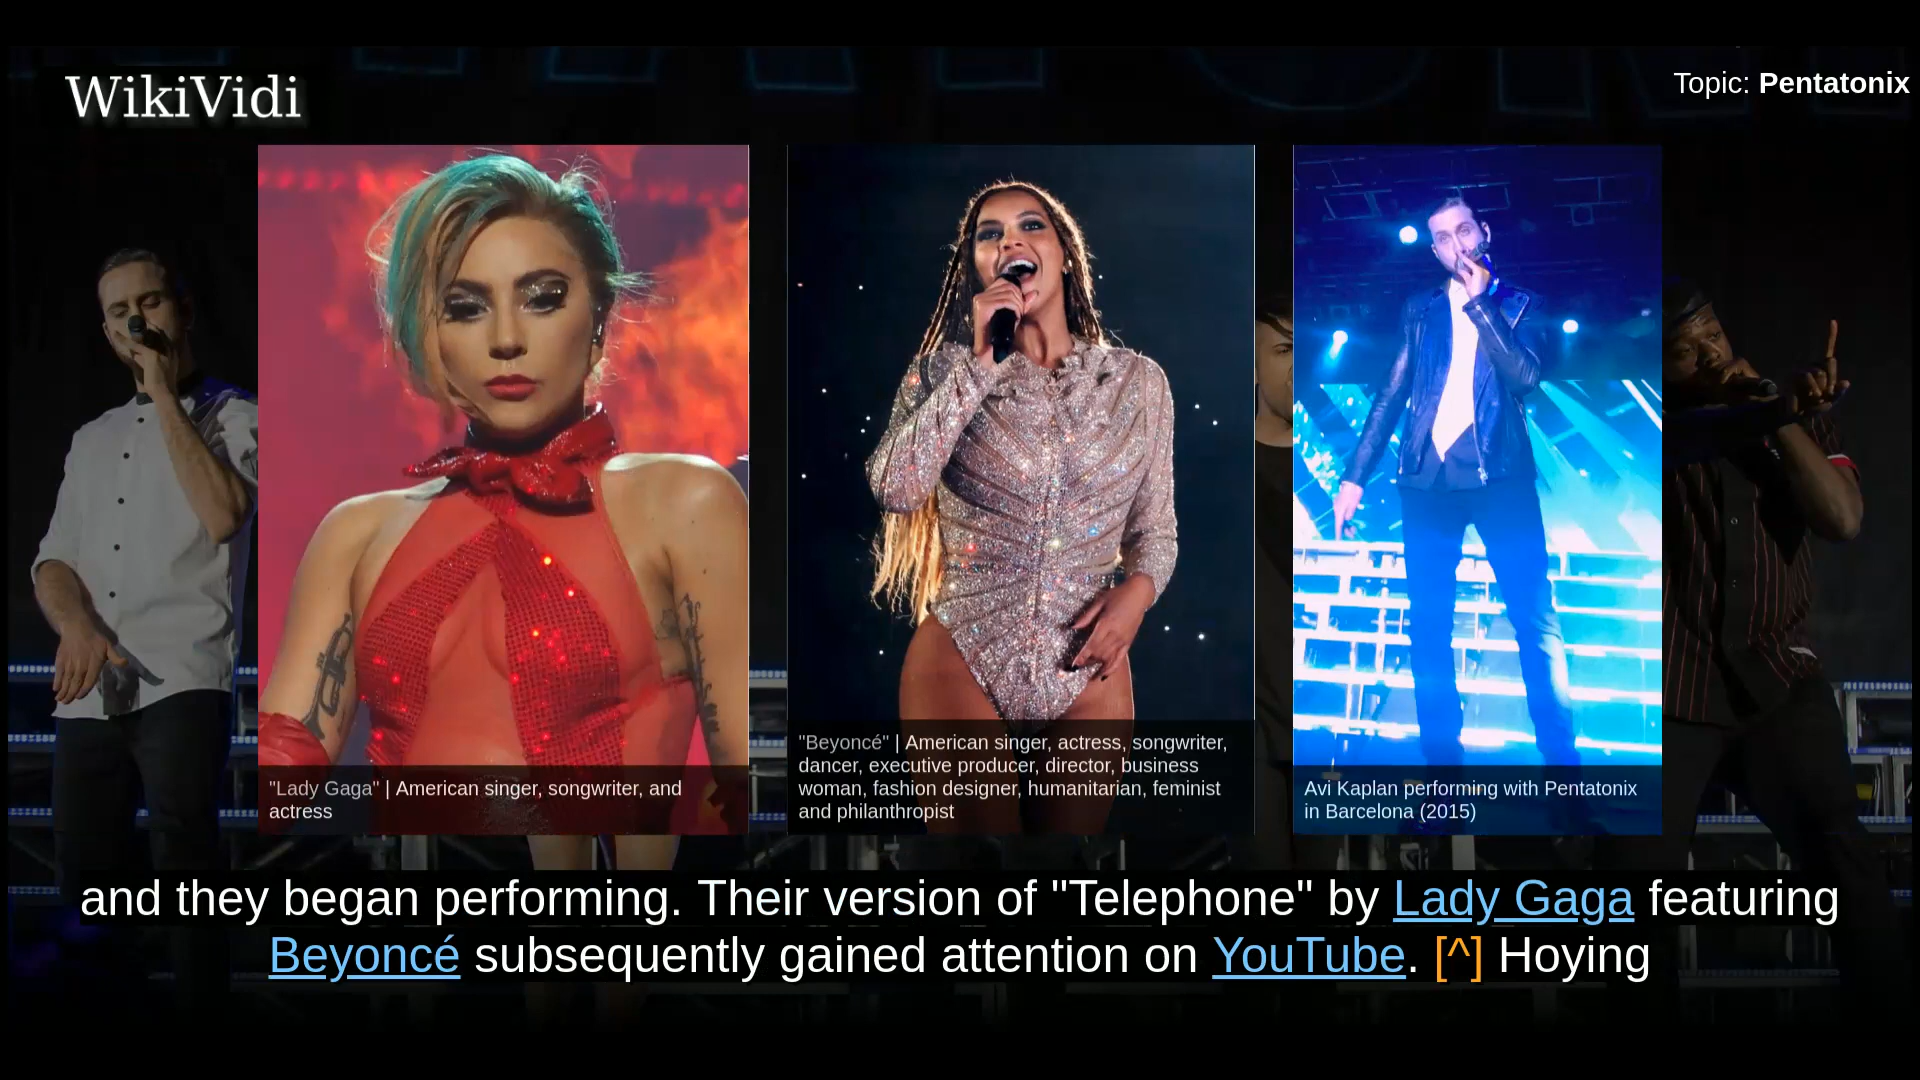 WikiVidi
Topic: Pentatonix
"Lady Gaga" | American singer, songwriter, and
actress
"Beyoncé" | American singer, actress, songwriter,
dancer, executive producer, director, business
woman, fashion designer, humanitarian, feminist
and philanthropist
Avi Kaplan performing with Pentatonix
in Barcelona (2015)
and they began performing. Their version of "Telephone" by Lady Gaga featuring
Beyoncé subsequently gained attention on YouTube. [^] Hoying